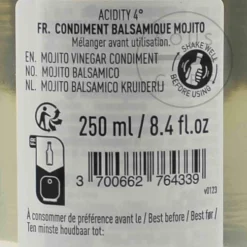 ACIDITY 4°
FR. CONDIMENT BALSAMIQUE MOJITO
Mélanger avant utilisation.
EN. MOJITO VINEGAR CONDIMENT
NO. MOJITO BALSAMICO
NL. MOJITO BALSAMICO KRUIDERIJ
SHAKE WELL
BEFORE USING
250 ml / 8.4 fl.oz
3 700662 764339
v0123
À consommer de préférence avant le / Best before / Best før/
Ten minste houdbaar tot: